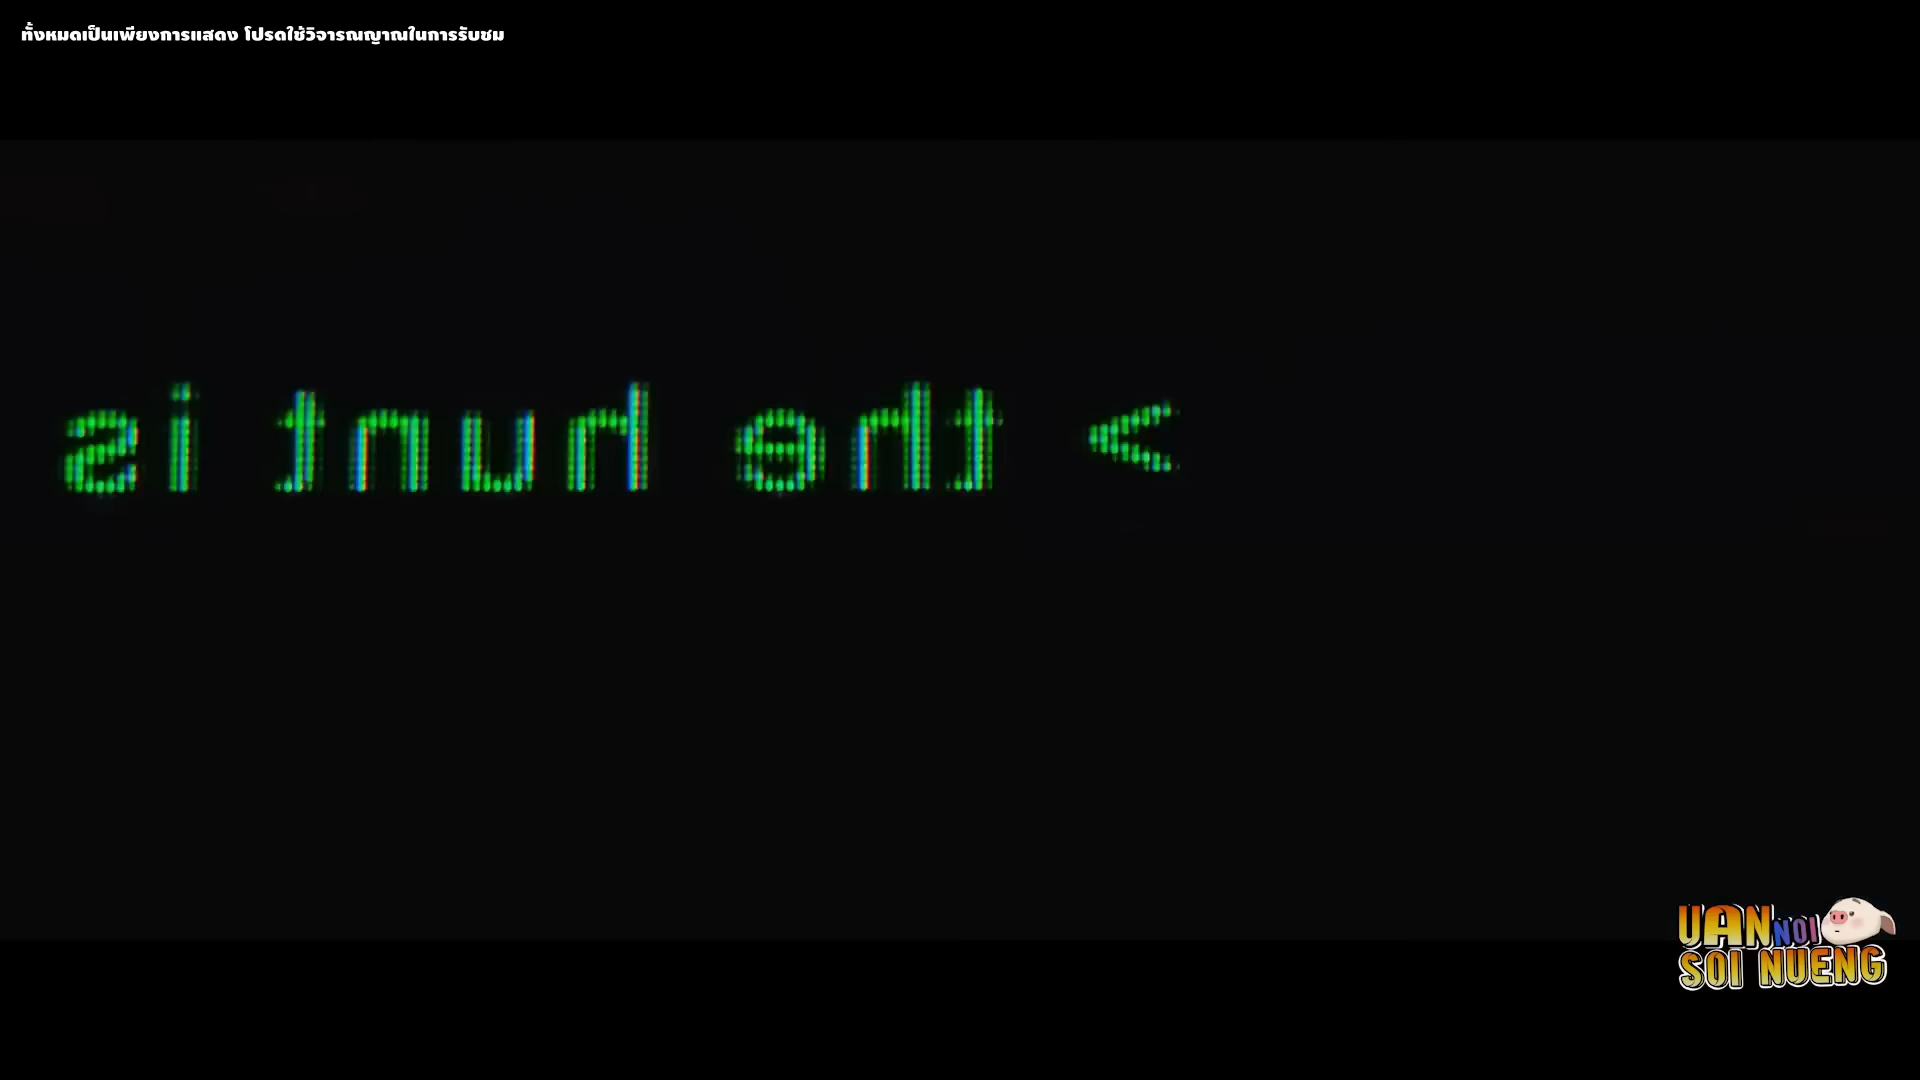 ทั้งหมดเป็นเพียงการแสดง โปรดใช้วิจารณญาณในการรับชม
> the hunt is
UAN NOI
SOI NUENG